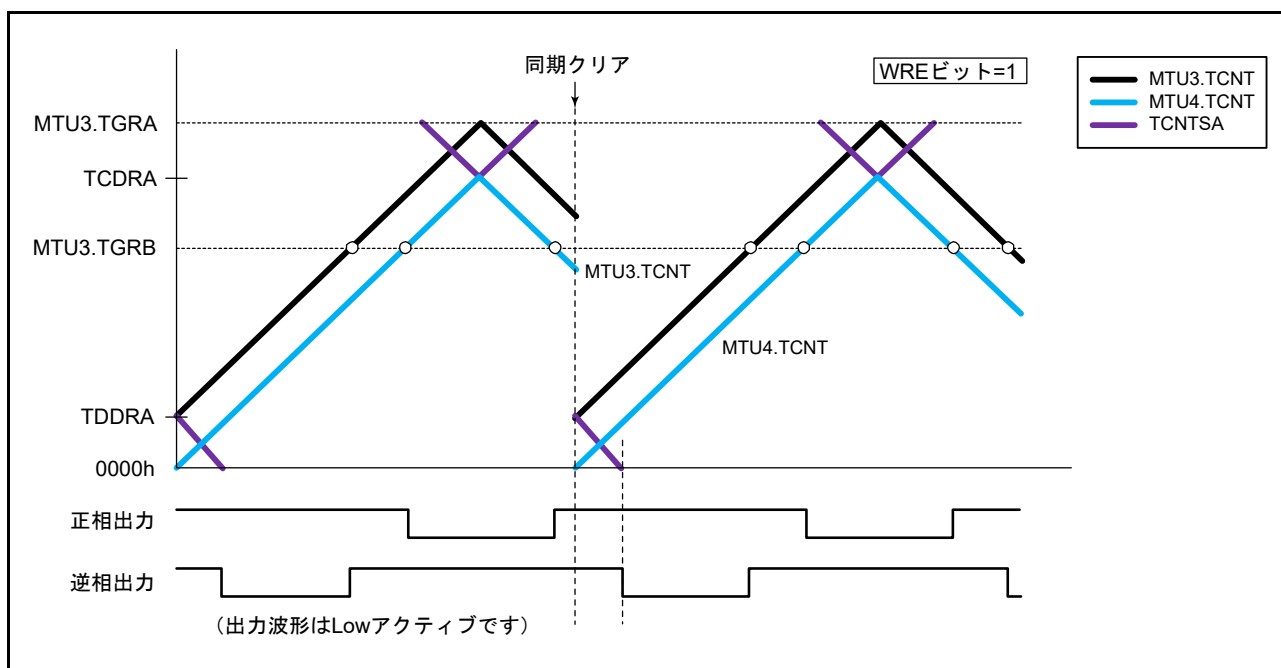 同期クリア
WREビット=1
MTU3.TCNT
MTU4.TCNT
TCNTSA
MTU3.TGRA
TCDRA
MTU3.TGRB
MTU3.TCNT
MTU4.TCNT
TDDRA
0000h
正相出力
逆相出力
（出力波形はLowアクティブです）